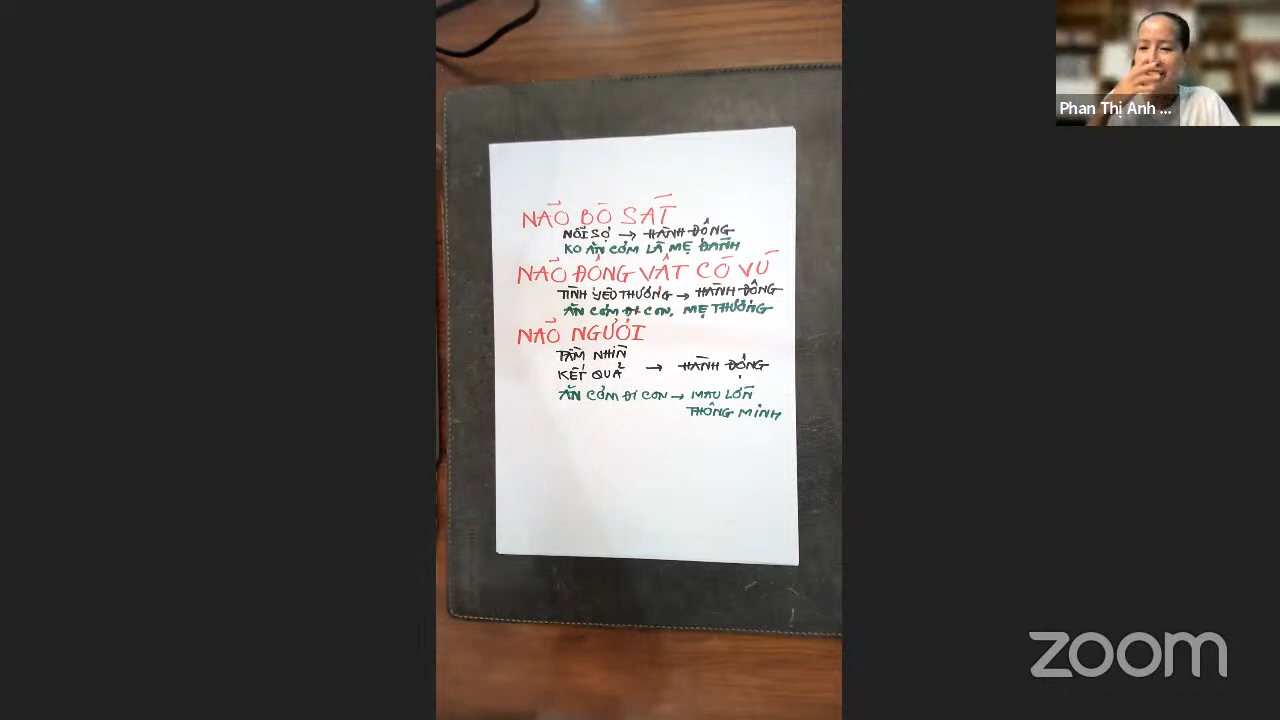 Phan Thị Anh ...
NÃO BÒ SÁT
NỖI SỢ → HÀNH ĐỘNG
KO ĂN CƠM LÀ MẸ ĐÁNH
NÃO ĐỘNG VẬT CÓ VÚ
TÌNH YÊU THƯƠNG → HÀNH ĐỘNG
ĂN CƠM ĐI CON, MẸ THƯƠNG
NÃO NGƯỜI
TẦM NHÌN
KẾT QUẢ → HÀNH ĐỘNG
ĂN CƠM ĐI CON → MAU LỚN
THÔNG MINH
zoom